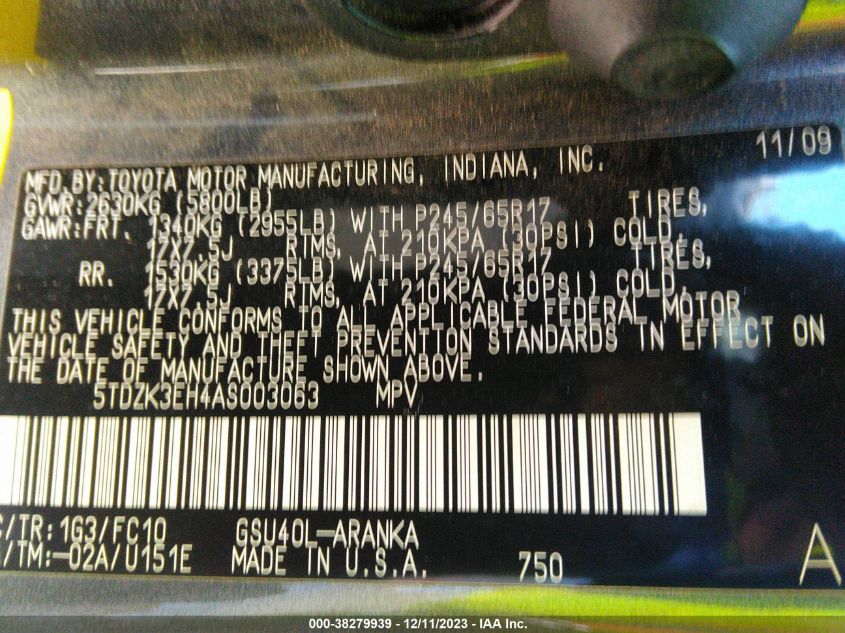 11/09
MFD.BY:TOYOTA MOTOR MANUFACTURING, INDIANA, INC.
GVWR:2630KG (5800LB)
GAWR:FRT. 1340KG (2955LB) WITH P245/65R17 TIRES,
17X7.5J RIMS, AT 210KPA (30PSI) COLD.
RR. 1530KG (3375LB) WITH P245/65R17 TIRES,
17X7.5J RIMS, AT 210KPA (30PSI) COLD.
THIS VEHICLE CONFORMS TO ALL APPLICABLE FEDERAL MOTOR
VEHICLE SAFETY AND THEFT PREVENTION STANDARDS IN EFFECT ON
THE DATE OF MANUFACTURE SHOWN ABOVE.
5TDZK3EH4AS003063 MPV
C/TR:1G3/FC10 GSU40L-ARANKA
/TM:-02A/U151E MADE IN U.S.A. 750 A
000-38279939 - 12/11/2023 - IAA Inc.